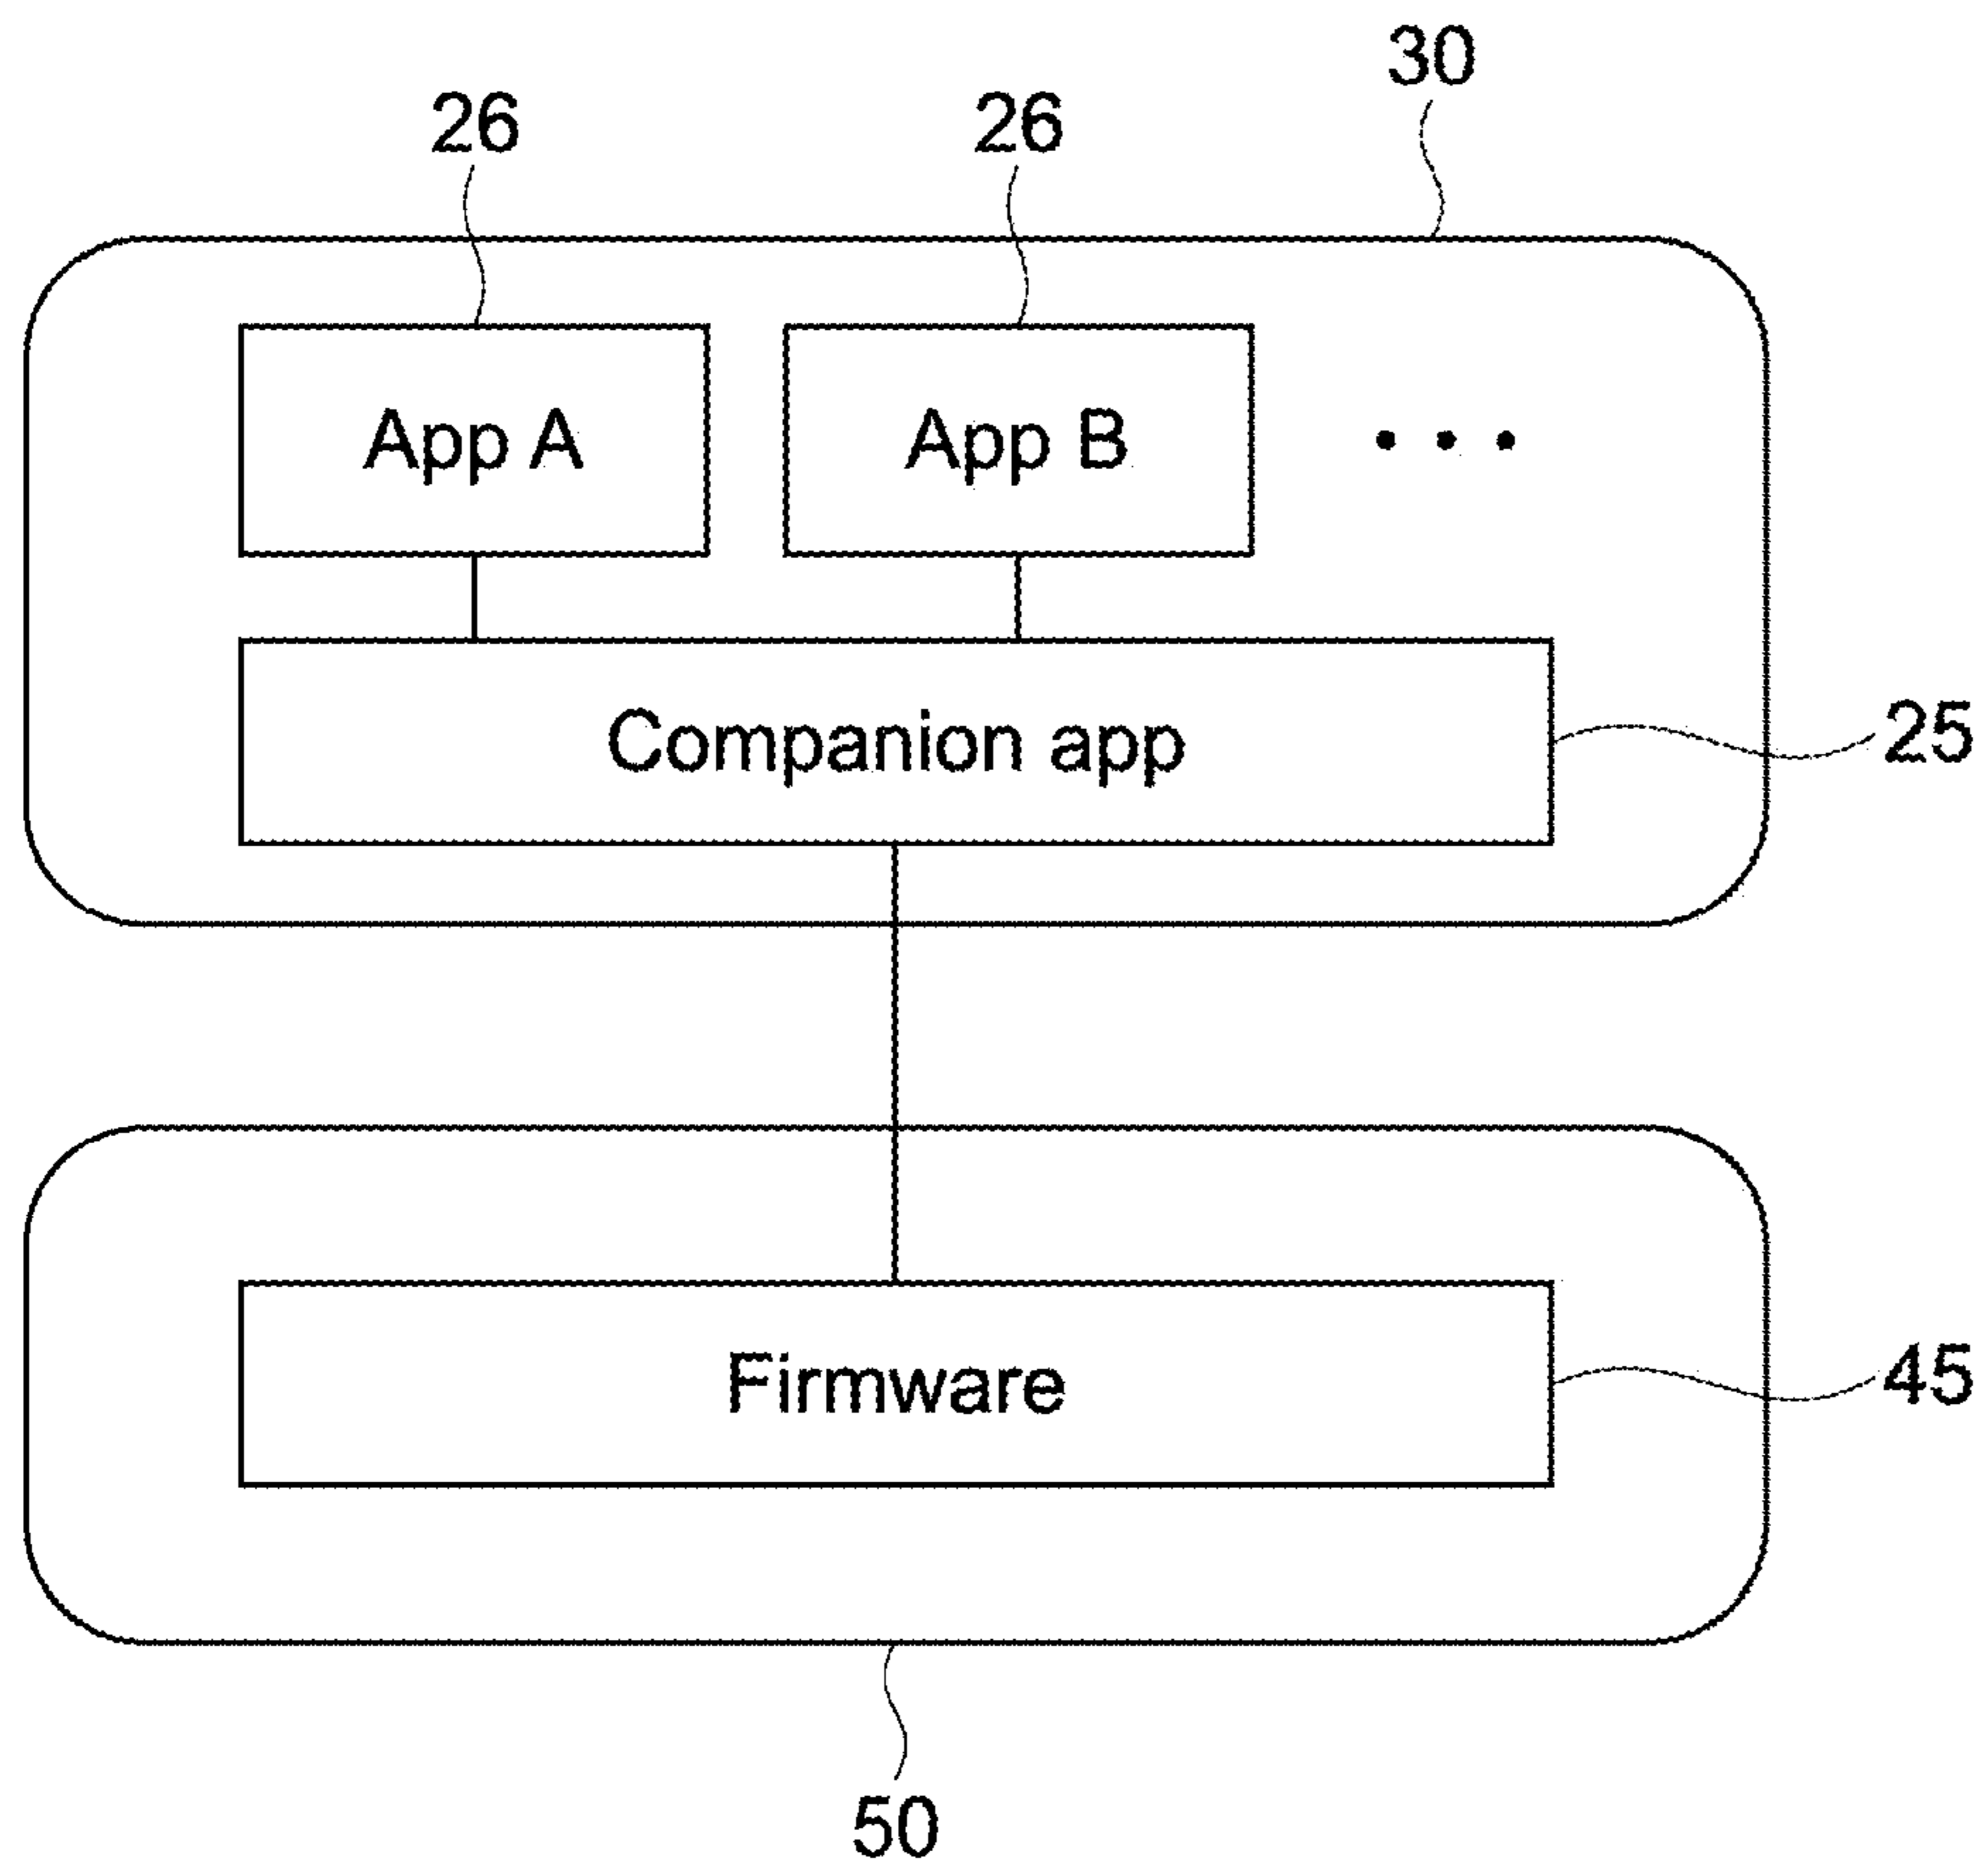 30
26 26
App A App B • • •
Companion app 25
Firmware 45
50